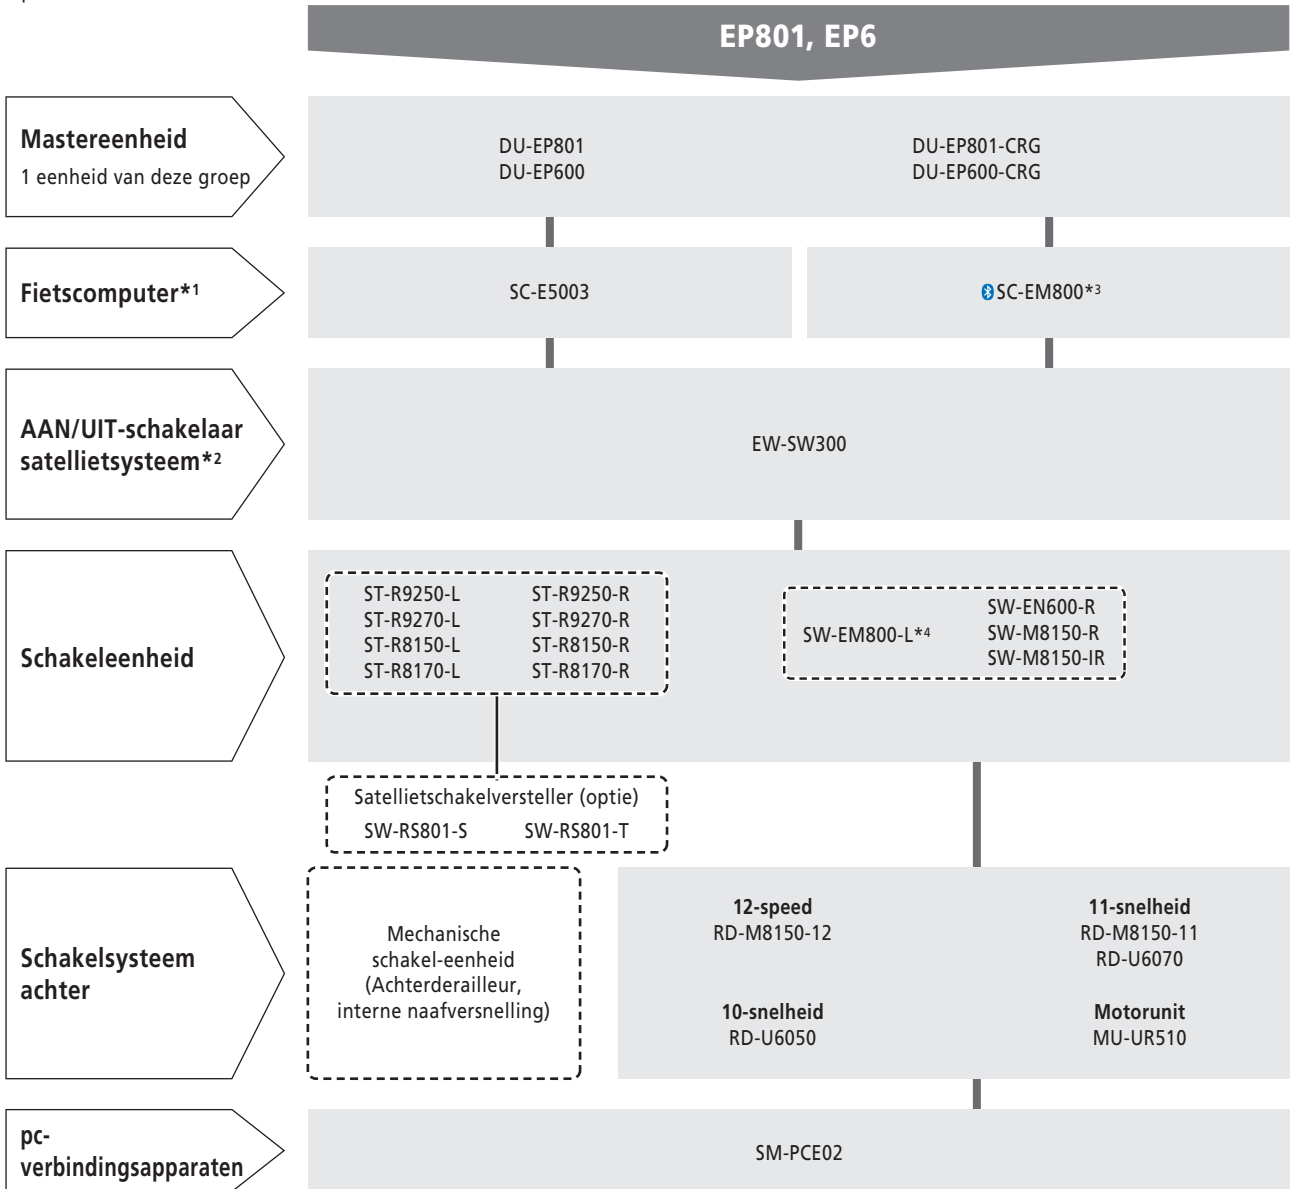 EP801, EP6
Mastereenheid
1 eenheid van deze groep
DU-EP801
DU-EP600
DU-EP801-CRG
DU-EP600-CRG
Fietscomputer*1
SC-E5003
SC-EM800*3
AAN/UIT-schakelaar
satellietsysteem*2
EW-SW300
Schakeleenheid
ST-R9250-L ST-R9250-R
ST-R9270-L ST-R9270-R
ST-R8150-L ST-R8150-R
ST-R8170-L ST-R8170-R
SW-EM800-L*4
SW-EN600-R
SW-M8150-R
SW-M8150-IR
Satellietschakelversteller (optie)
SW-RS801-S SW-RS801-T
Schakelsysteem
achter
Mechanische
schakel-eenheid
(Achterderailleur,
interne naafversnelling)
12-speed
RD-M8150-12
11-snelheid
RD-M8150-11
RD-U6070
10-snelheid
RD-U6050
Motorunit
MU-UR510
pc-
verbindingsapparaten
SM-PCE02